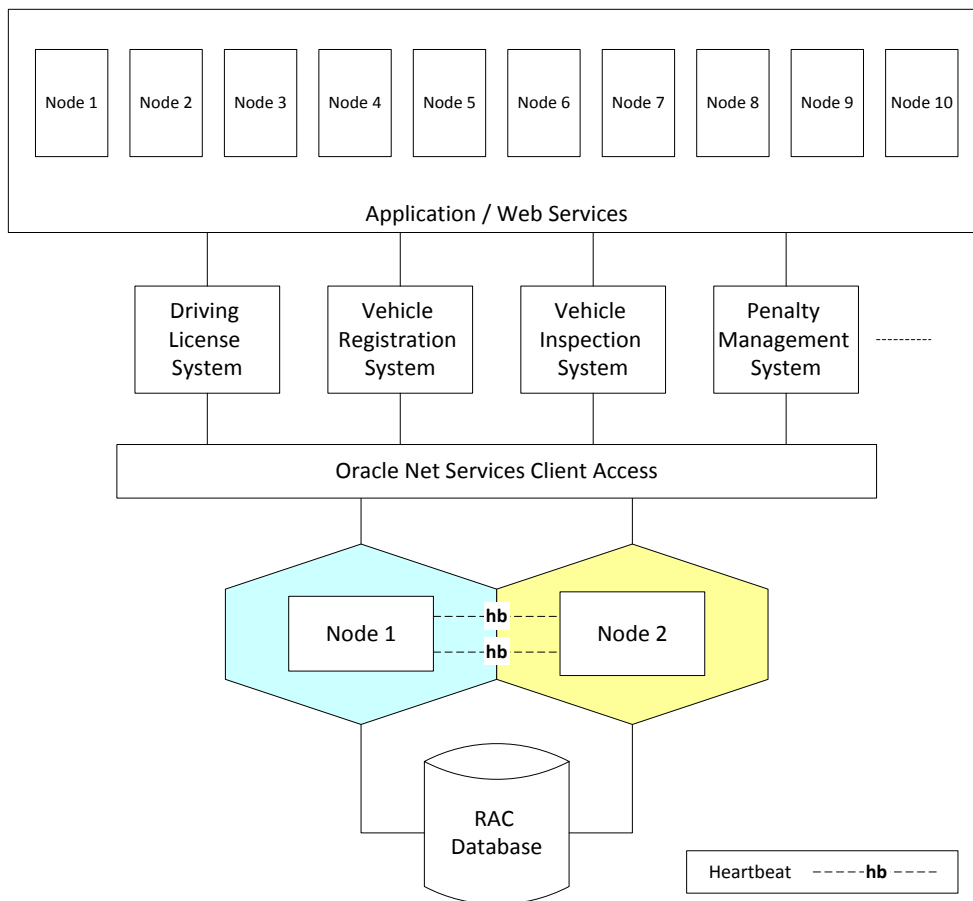 Node 1
Node 2
Node 3
Node 4
Node 5
Node 6
Node 7
Node 8
Node 9
Node 10
Application / Web Services
Driving
License
System
Vehicle
Registration
System
Vehicle
Inspection
System
Penalty
Management
System
Oracle Net Services Client Access
Node 1
hb
hb
Node 2
RAC
Database
Heartbeat
hb